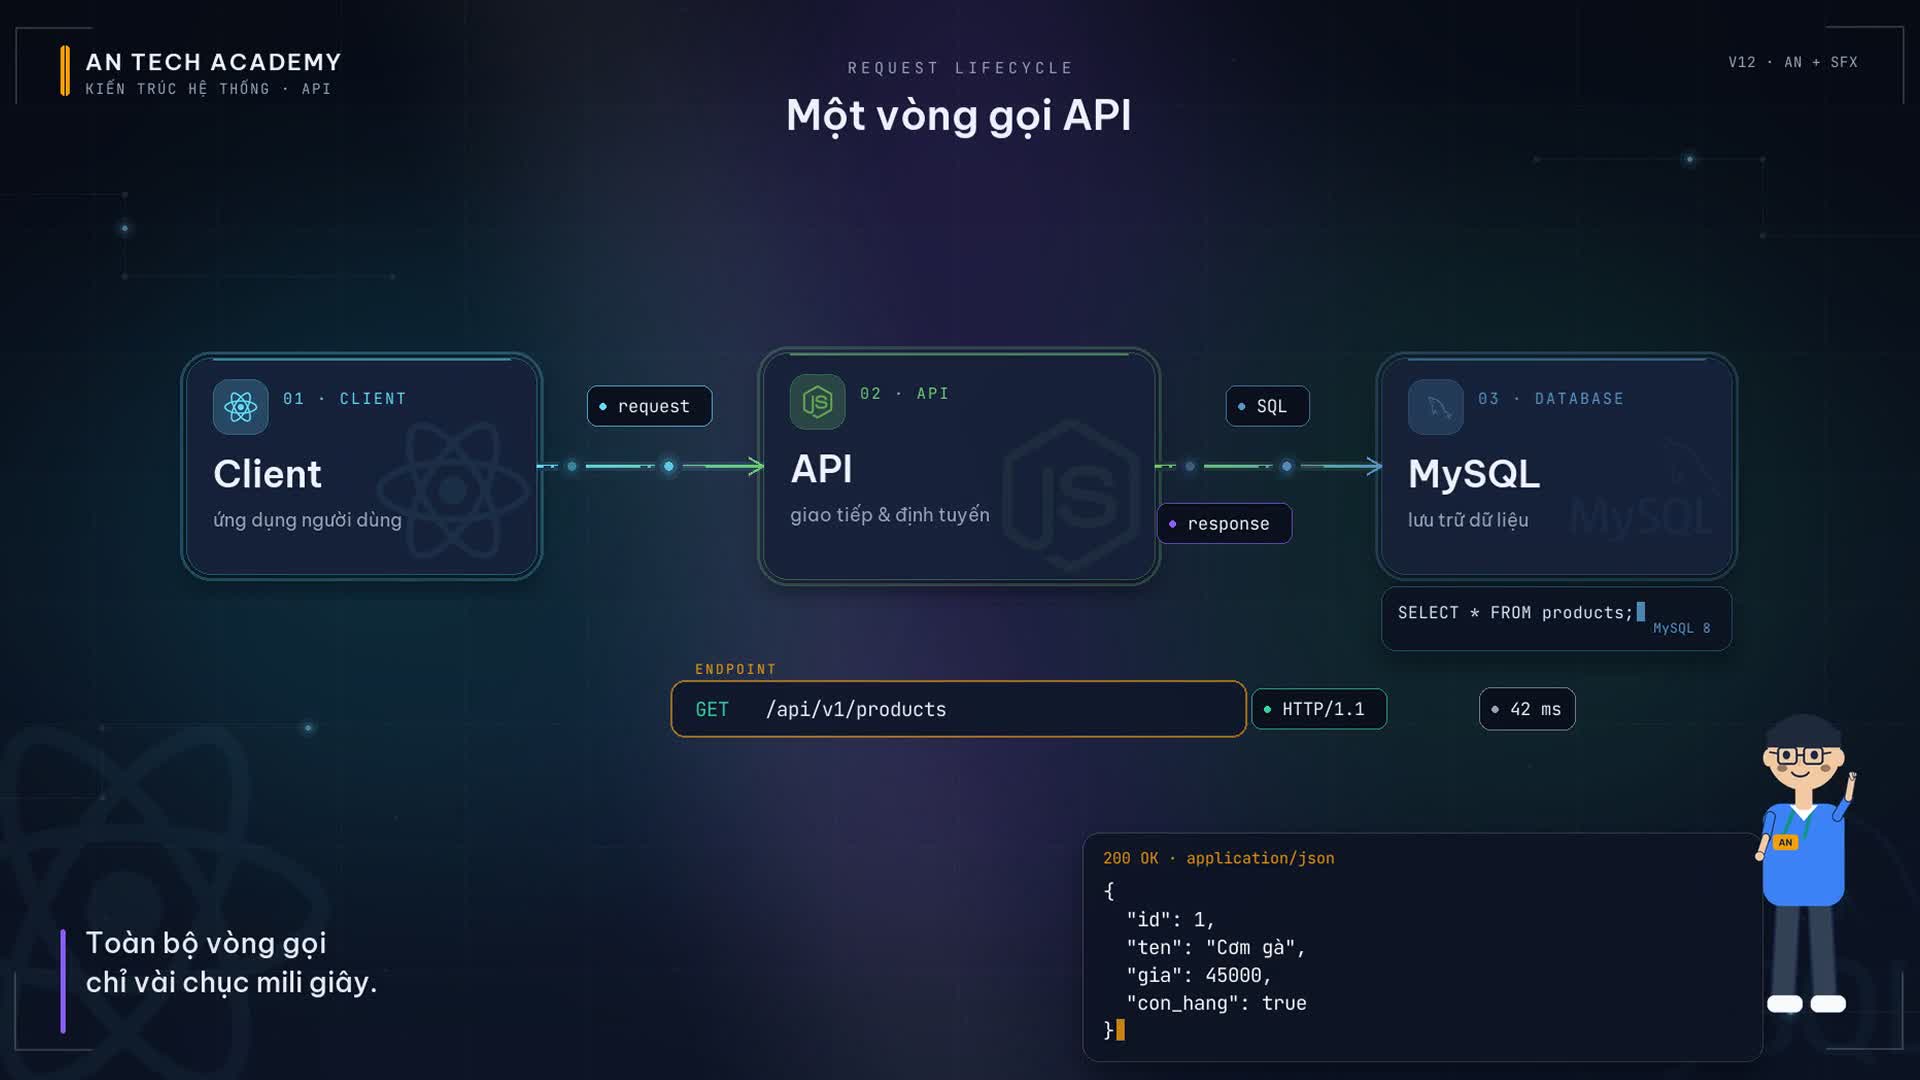 AN TECH ACADEMY
KIẾN TRÚC HỆ THỐNG · API
REQUEST LIFECYCLE
Một vòng gọi API
V12 · AN + SFX
01 · CLIENT
Client
ứng dụng người dùng
request
02 · API
API
giao tiếp & định tuyến
JS
JS
SQL
response
03 · DATABASE
MySQL
lưu trữ dữ liệu
MySQL
SELECT * FROM products;
MySQL 8
ENDPOINT
GET /api/v1/products
HTTP/1.1
42 ms
AN
200 OK · application/json
{
"id": 1,
"ten": "Cơm gà",
"gia": 45000,
"con_hang": true
}
Toàn bộ vòng gọi
chỉ vài chục mili giây.